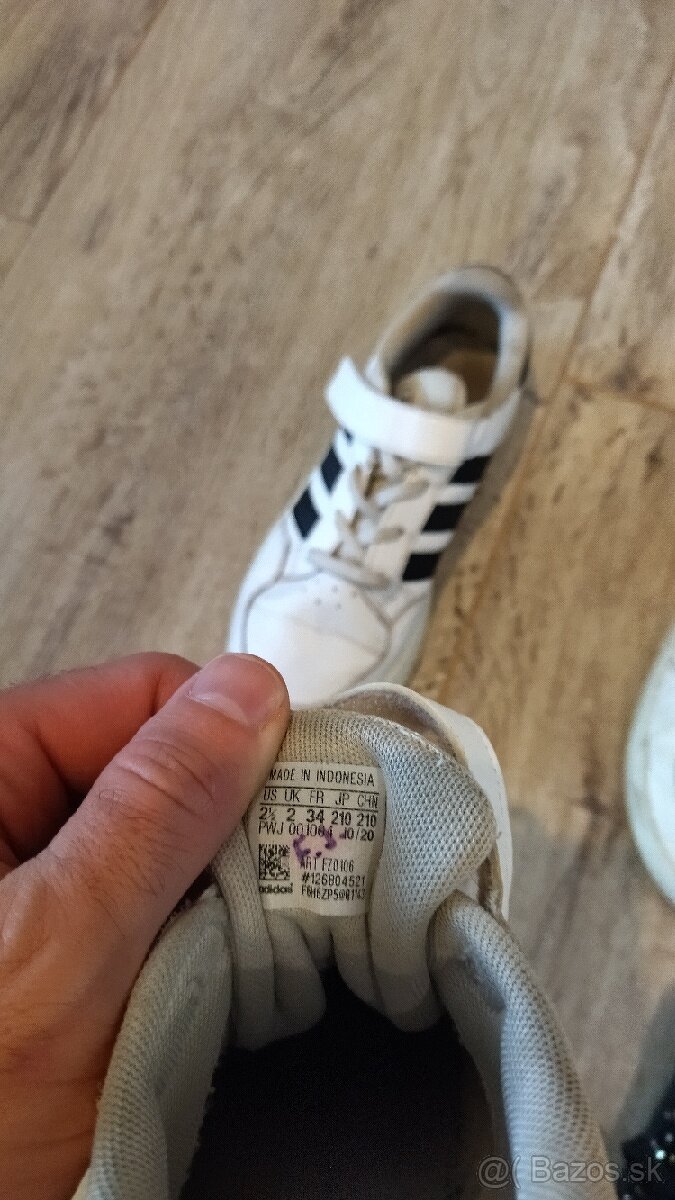 MADE IN INDONESIA
US UK FR JP CHN
2½ 2 34 210 210
PWJ 001004 10/20
E.J
ART FZ0106
#126804521
adidas
@( Bazos.sk